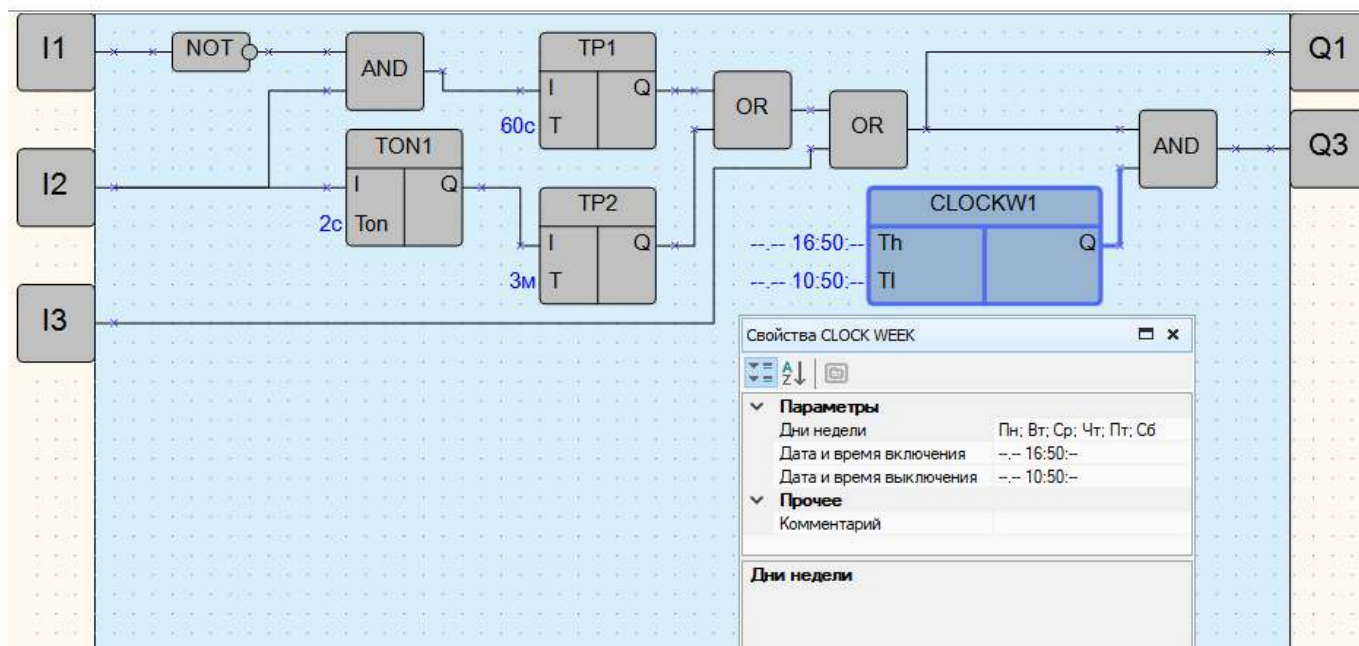 I1
NOT
AND
TP1
I Q
60с T
OR
OR
Q1
I2
TON1
I Q
2с Ton
TP2
I Q
3м T
AND
Q3
CLOCKW1
--.-- 16:50:-- Th Q
--.-- 10:50:-- Tl
I3
Свойства CLOCK WEEK
Параметры
Дни недели Пн; Вт; Ср; Чт; Пт; Сб
Дата и время включения --.-- 16:50:--
Дата и время выключения --.-- 10:50:--
Прочее
Комментарий
Дни недели